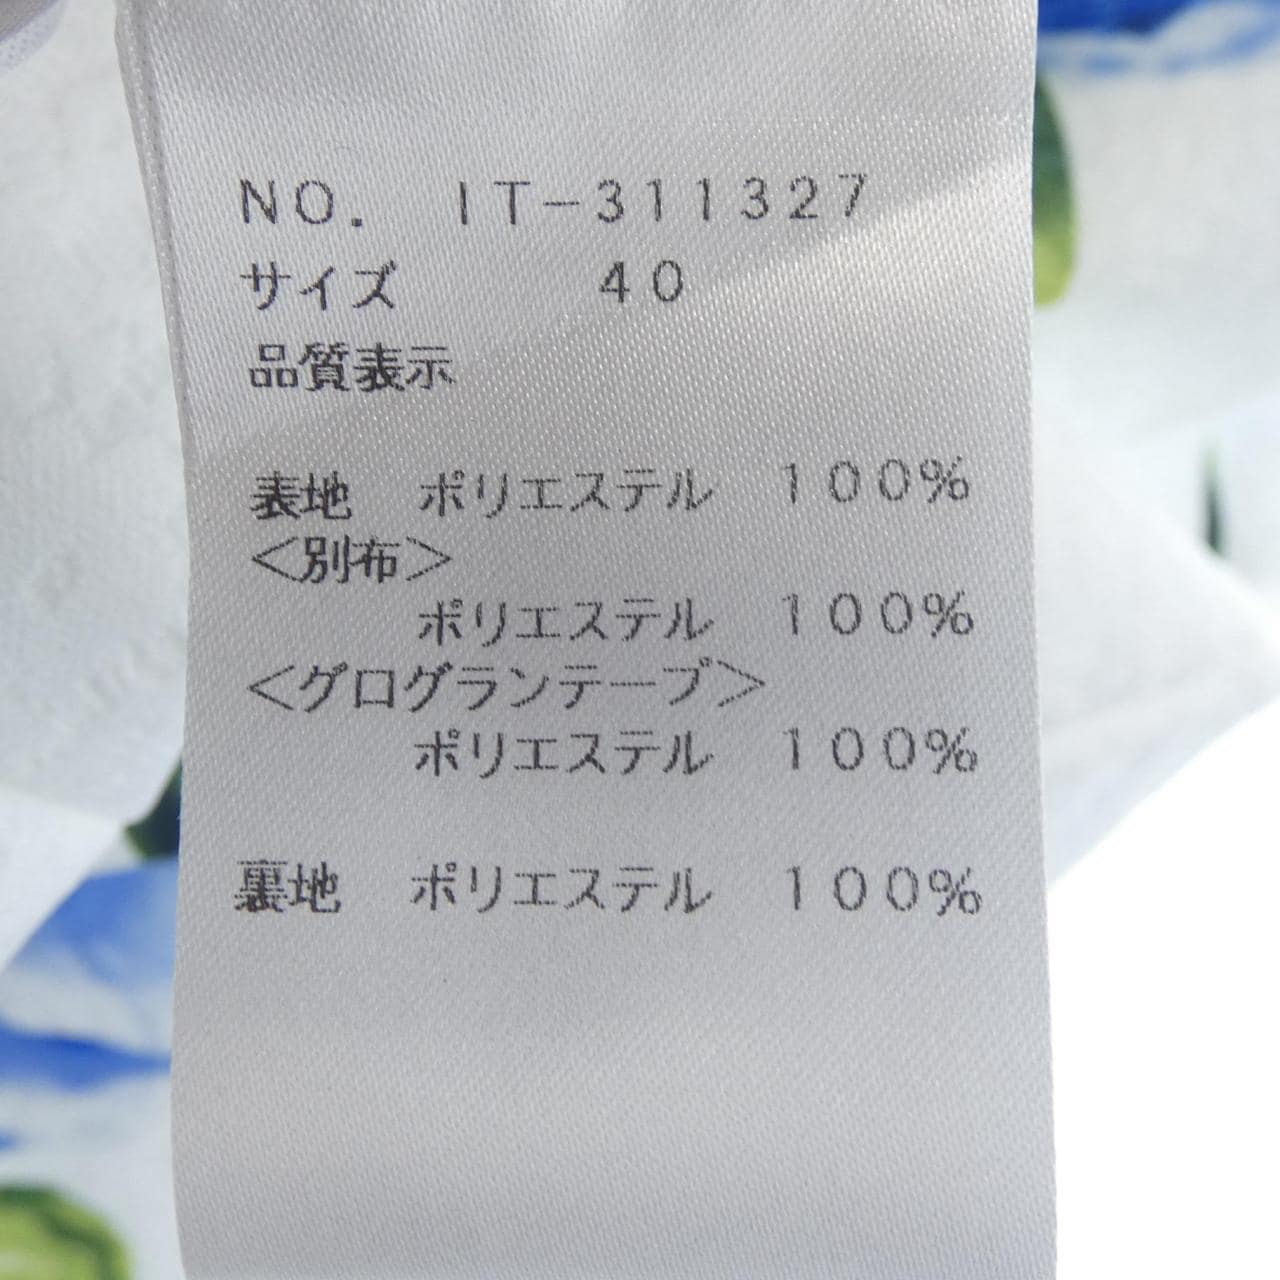 NO. IT-311327
サイズ 40
品質表示
表地 ポリエステル 100%
<別布>
ポリエステル 100%
<グログランテープ>
ポリエステル 100%
裏地 ポリエステル 100%